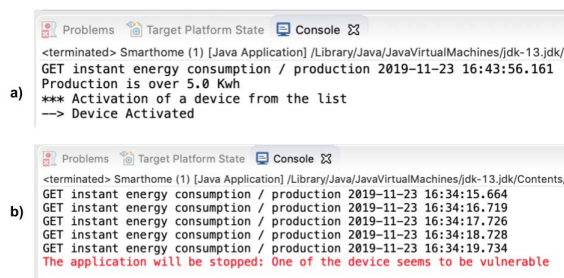 Problems Target Platform State Console
<terminated> Smarthome (1) [Java Application] /Library/Java/JavaVirtualMachines/jdk-13.jdk/
GET instant energy consumption / production 2019-11-23 16:43:56.161
Production is over 5.0 Kwh
a)
*** Activation of a device from the list
--> Device Activated
Problems Target Platform State Console
<terminated> Smarthome (1) [Java Application] /Library/Java/JavaVirtualMachines/jdk-13.jdk/Contents/
GET instant energy consumption / production 2019-11-23 16:34:15.664
GET instant energy consumption / production 2019-11-23 16:34:16.719
b)
GET instant energy consumption / production 2019-11-23 16:34:17.726
GET instant energy consumption / production 2019-11-23 16:34:18.728
GET instant energy consumption / production 2019-11-23 16:34:19.734
The application will be stopped: One of the device seems to be vulnerable